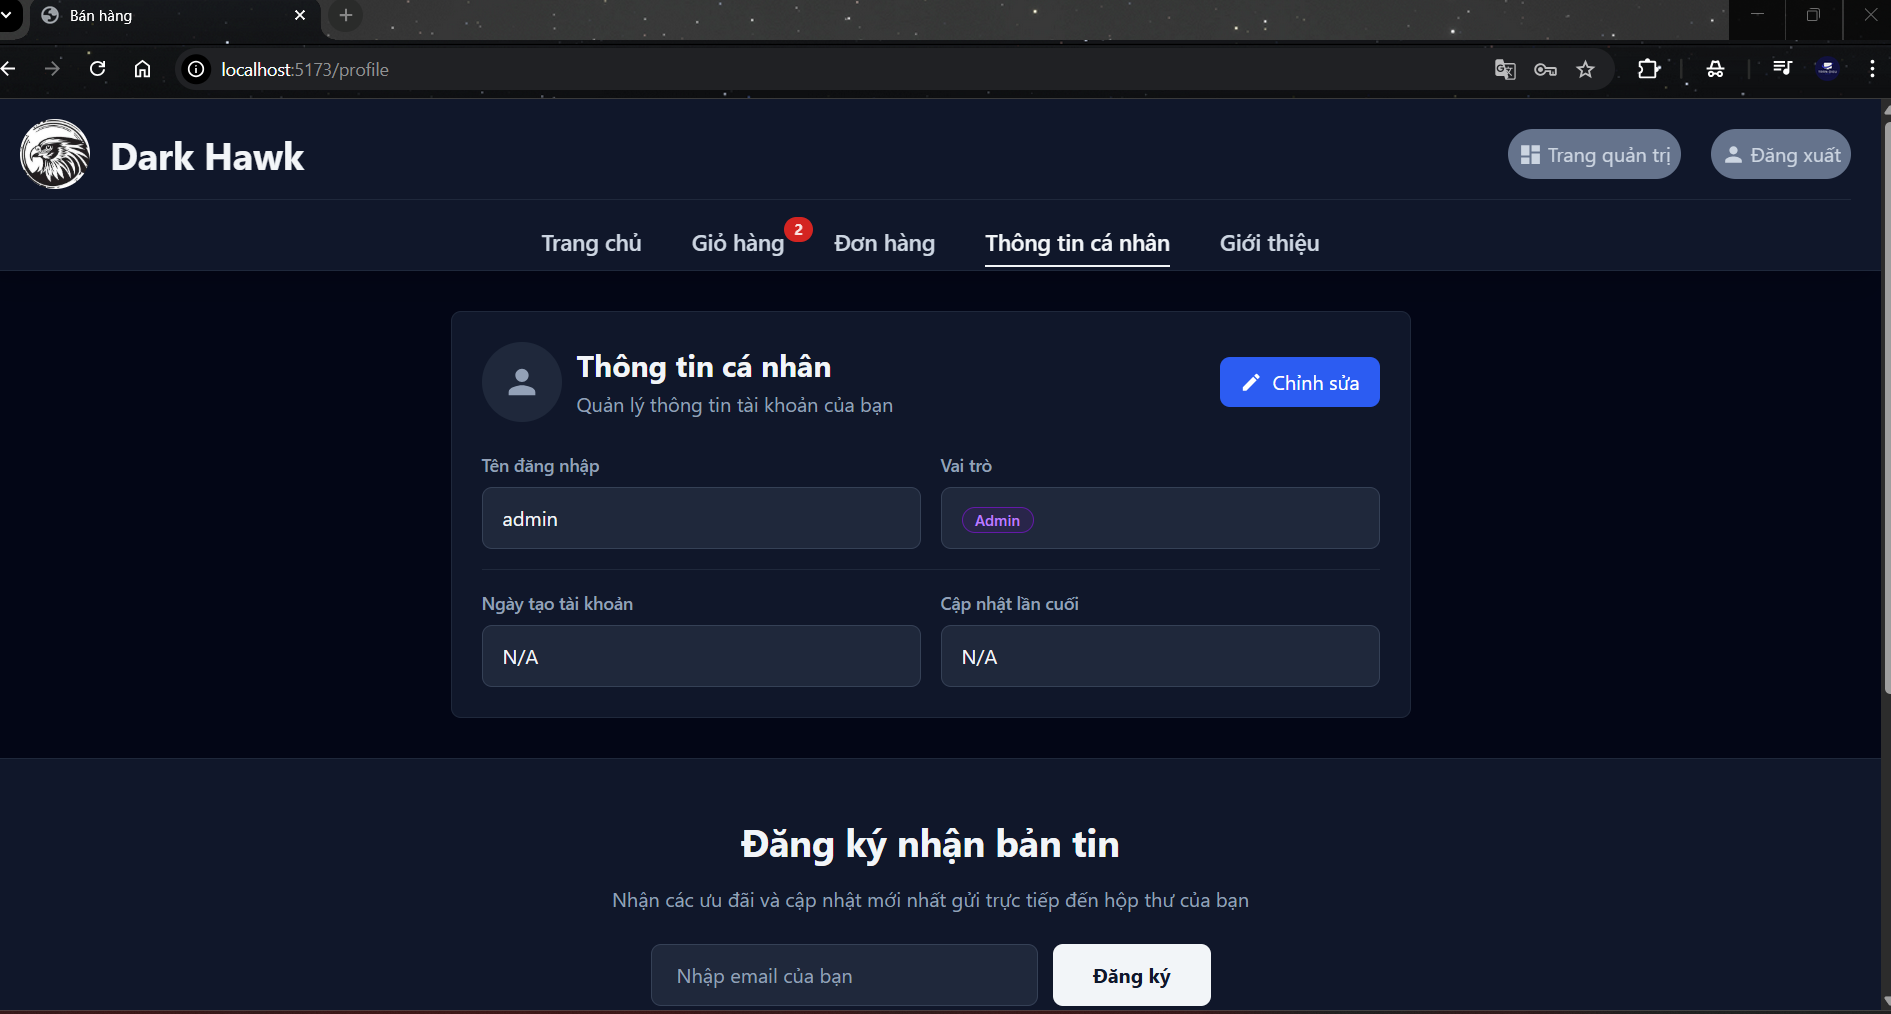 Bán hàng
localhost:5173/profile
Dark Hawk
Trang quản trị
Đăng xuất
Trang chủ
Giỏ hàng
2
Đơn hàng
Thông tin cá nhân
Giới thiệu
Thông tin cá nhân
Quản lý thông tin tài khoản của bạn
Chỉnh sửa
Tên đăng nhập
Vai trò
admin
Admin
Ngày tạo tài khoản
Cập nhật lần cuối
N/A
N/A
Đăng ký nhận bản tin
Nhận các ưu đãi và cập nhật mới nhất gửi trực tiếp đến hộp thư của bạn
Nhập email của bạn
Đăng ký